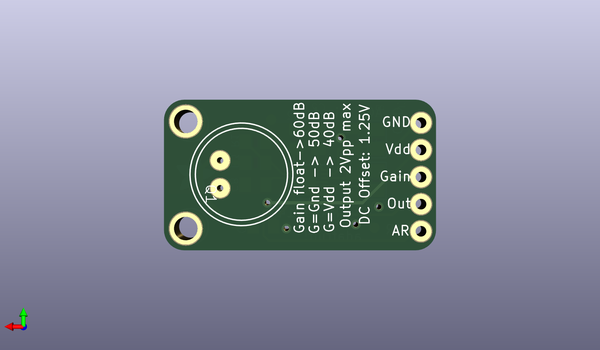 Gain float-->60dB
G=Gnd --> 50dB
G=Vdd --> 40dB
Output 2Vpp max
DC Offset: 1.25V
GND
Vdd
Gain
Out
AR